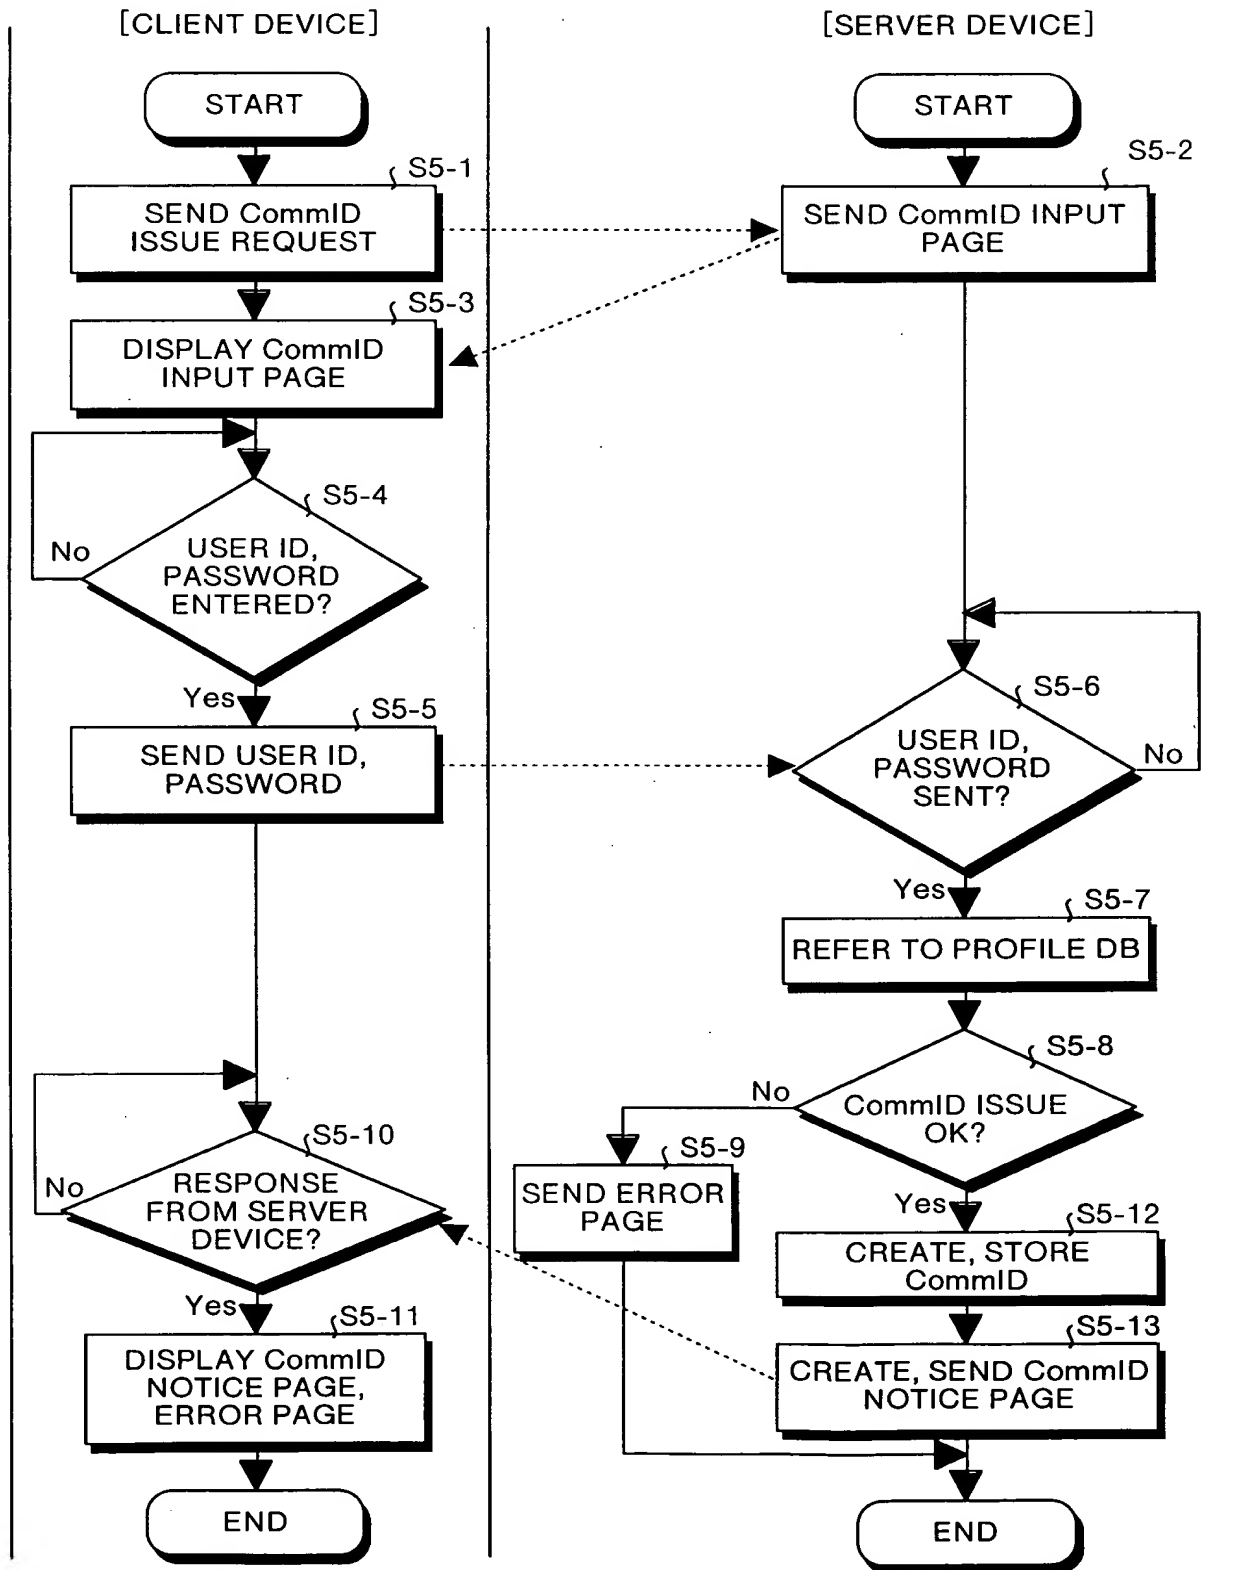 [CLIENT DEVICE]
START
S5-1
SEND CommID
ISSUE REQUEST
S5-3
DISPLAY CommID
INPUT PAGE
S5-4
USER ID,
PASSWORD
ENTERED?
No
Yes
S5-5
SEND USER ID,
PASSWORD
S5-10
RESPONSE
FROM SERVER
DEVICE?
No
Yes
S5-11
DISPLAY CommID
NOTICE PAGE,
ERROR PAGE
END
[SERVER DEVICE]
START
S5-2
SEND CommID INPUT
PAGE
S5-6
USER ID,
PASSWORD
SENT?
No
Yes
S5-7
REFER TO PROFILE DB
S5-8
CommID ISSUE
OK?
No
S5-9
SEND ERROR
PAGE
Yes
S5-12
CREATE, STORE
CommID
S5-13
CREATE, SEND CommID
NOTICE PAGE
END